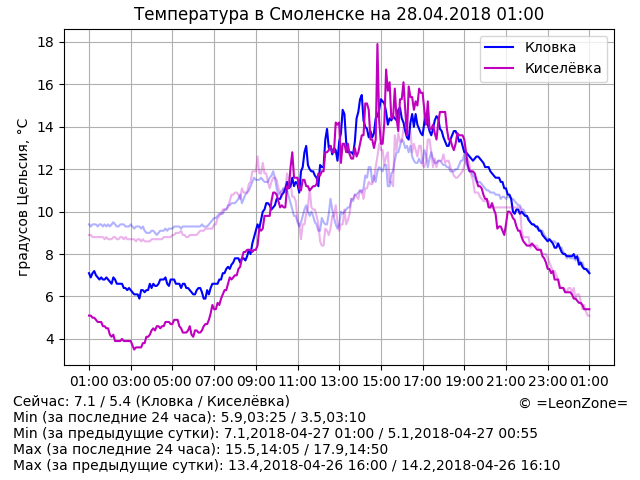 Температура в Смоленске на 28.04.2018 01:00
Кловка
Киселёвка
градусов Цельсия, °C
18
16
14
12
10
8
6
4
01:00 03:00 05:00 07:00 09:00 11:00 13:00 15:00 17:00 19:00 21:00 23:00 01:00
Сейчас: 7.1 / 5.4 (Кловка / Киселёвка)
© =LeonZone=
Min (за последние 24 часа): 5.9,03:25 / 3.5,03:10
Min (за предыдущие сутки): 7.1,2018-04-27 01:00 / 5.1,2018-04-27 00:55
Max (за последние 24 часа): 15.5,14:05 / 17.9,14:50
Max (за предыдущие сутки): 13.4,2018-04-26 16:00 / 14.2,2018-04-26 16:10